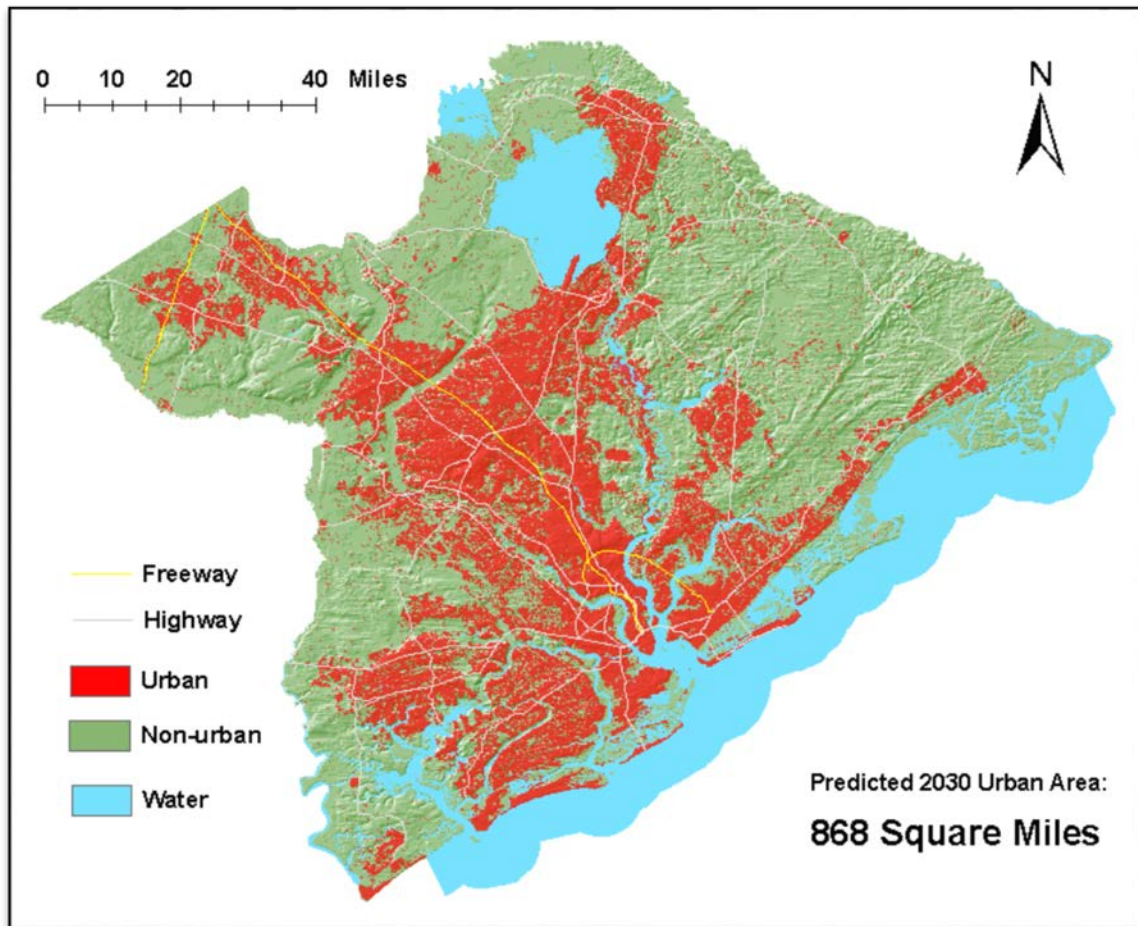 0 10 20 40 Miles
N
Freeway
Highway
Urban
Non-urban
Water
Predicted 2030 Urban Area:
868 Square Miles